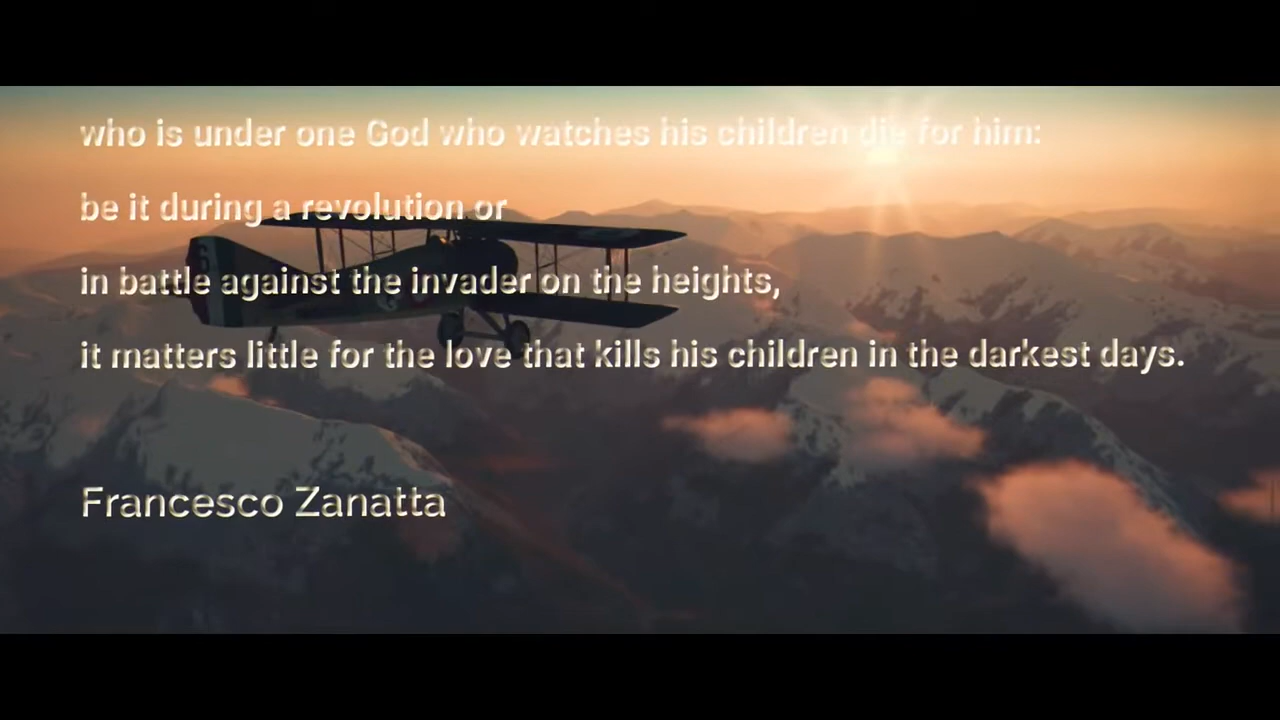 who is under one God who watches his children die for him:
be it during a revolution or
in battle against the invader on the heights,
it matters little for the love that kills his children in the darkest days.
Francesco Zanatta